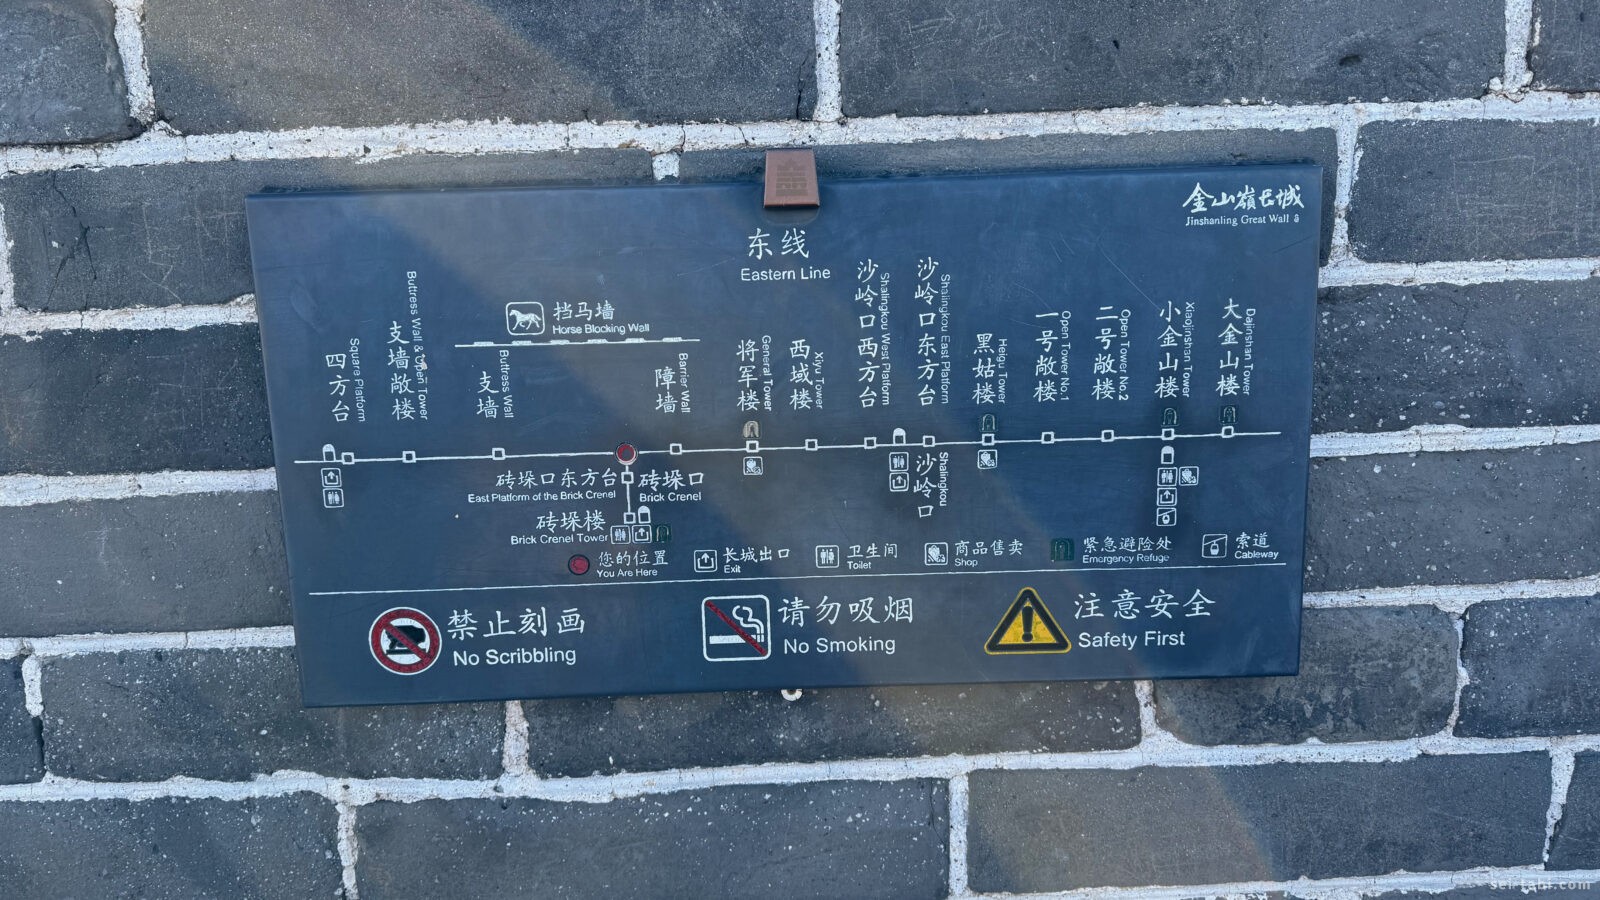 金山嶺长城
Jinshanling Great Wall
东线
Eastern Line
四方台
Square Platform
支墙敞楼
Buttress Wall & Open Tower
挡马墙
Horse Blocking Wall
支墙
Buttress Wall
障墙
Barrier Wall
将军楼
General Tower
西域楼
Xiyu Tower
沙岭口西方台
Shalingkou West Platform
沙岭口东方台
Shalingkou East Platform
黑姑楼
Heigu Tower
一号敞楼
Open Tower No.1
二号敞楼
Open Tower No.2
小金山楼
Xiaojinshan Tower
大金山楼
Dajinshan Tower
砖垛口东方台
East Platform of the Brick Crenel
砖垛口
Brick Crenel
沙岭口
Shalingkou
砖垛楼
Brick Crenel Tower
您的位置
You Are Here
长城出口
Exit
卫生间
Toilet
商品售卖
Shop
紧急避险处
Emergency Refuge
索道
Cableway
禁止刻画
No Scribbling
请勿吸烟
No Smoking
注意安全
Safety First